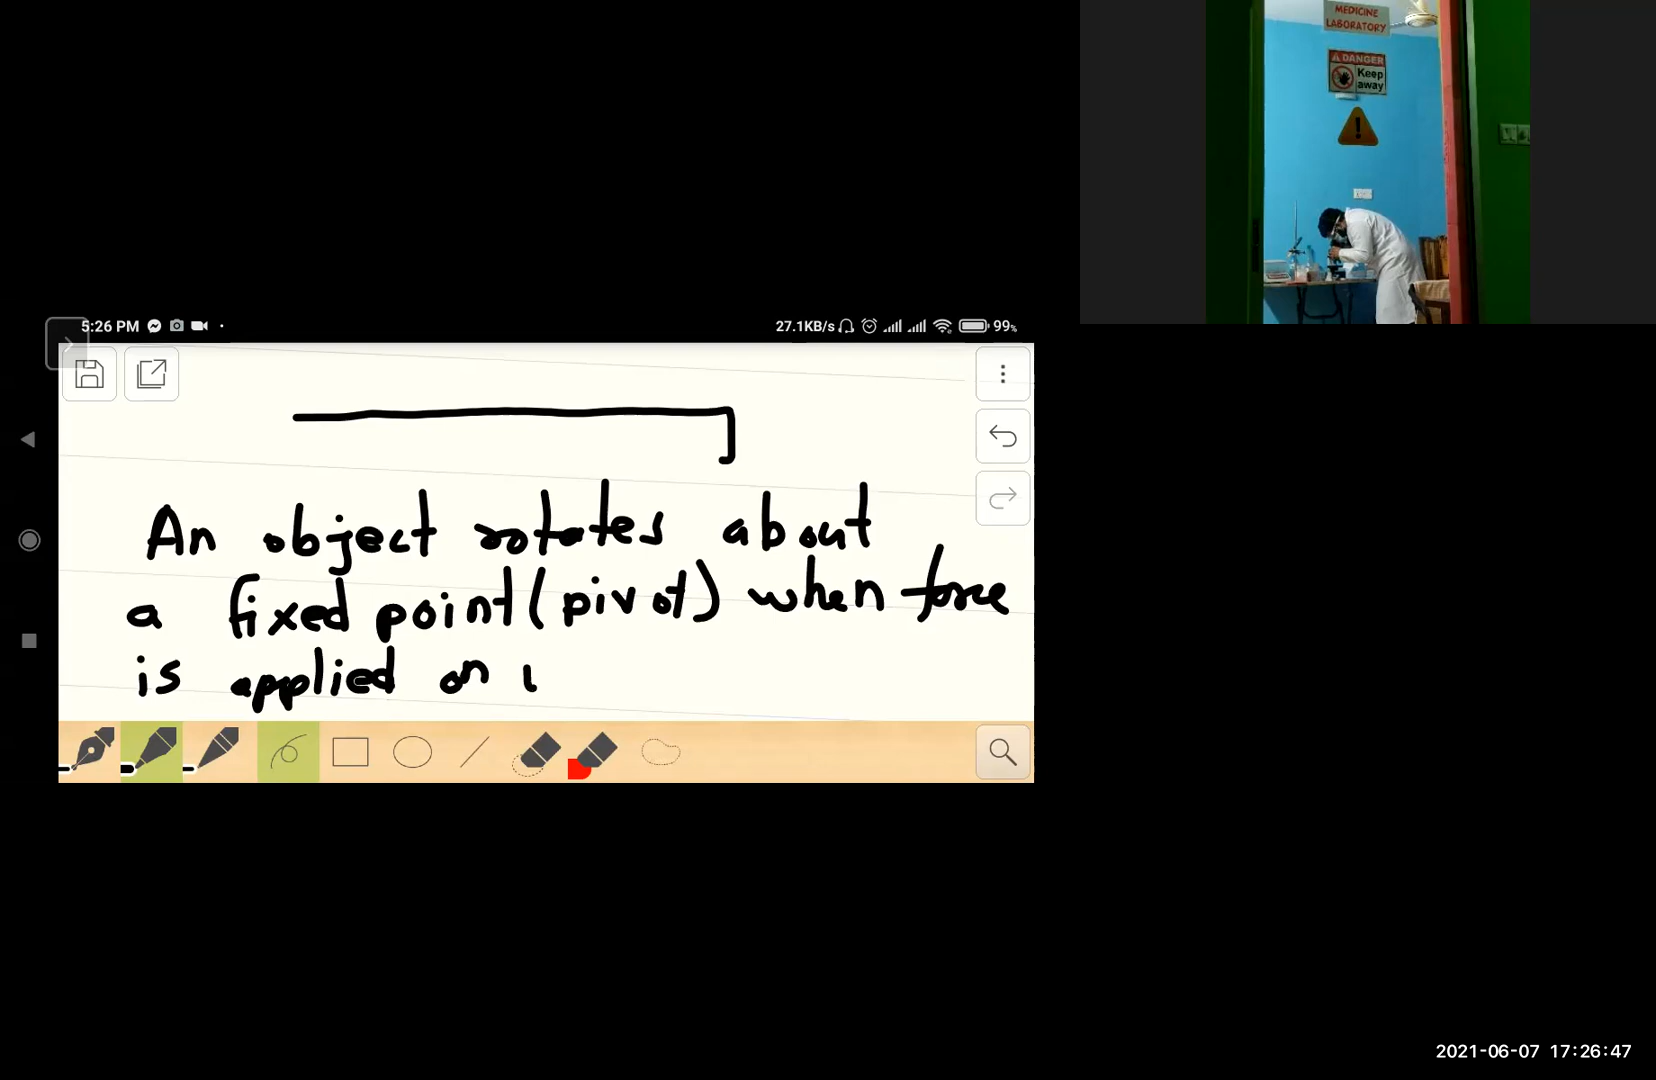 MEDICINE
LABORATORY
DANGER
Keep
away
!
5:26 PM
27.1KB/s
99%
An object rotates about
a fixed point (pivot) when force
is applied on
2021-06-07 17:26:47